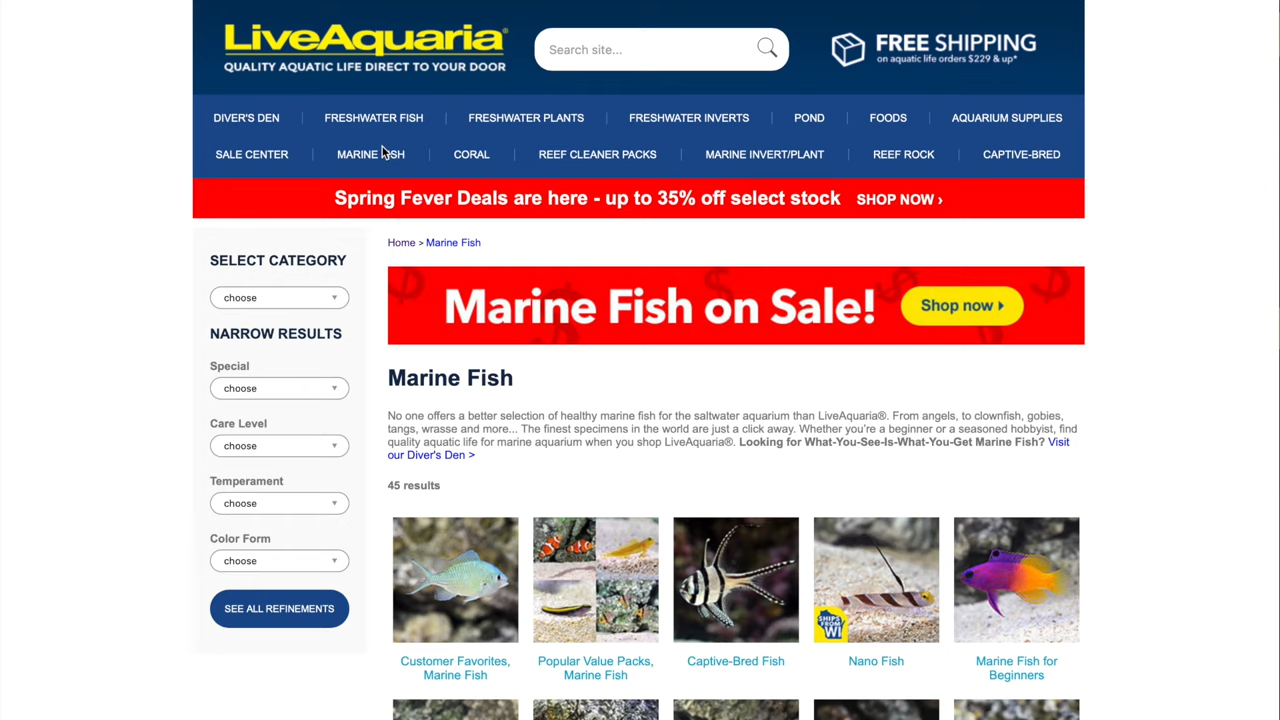 LiveAquaria®
QUALITY AQUATIC LIFE DIRECT TO YOUR DOOR
Search site...
FREE SHIPPING
on aquatic life orders $229 & up*
DIVER'S DEN
FRESHWATER FISH
FRESHWATER PLANTS
FRESHWATER INVERTS
POND
FOODS
AQUARIUM SUPPLIES
SALE CENTER
MARINE FISH
CORAL
REEF CLEANER PACKS
MARINE INVERT/PLANT
REEF ROCK
CAPTIVE-BRED
Spring Fever Deals are here - up to 35% off select stock SHOP NOW ›
SELECT CATEGORY
choose
NARROW RESULTS
Special
choose
Care Level
choose
Temperament
choose
Color Form
choose
SEE ALL REFINEMENTS
Home > Marine Fish
Marine Fish on Sale! Shop now
Marine Fish
No one offers a better selection of healthy marine fish for the saltwater aquarium than LiveAquaria®. From angels, to clownfish, gobies,
tangs, wrasse and more... The finest specimens in the world are just a click away. Whether you're a beginner or a seasoned hobbyist, find
quality aquatic life for marine aquarium when you shop LiveAquaria®. Looking for What-You-See-Is-What-You-Get Marine Fish? Visit
our Diver's Den >
45 results
SHIPS
FROM
WI
Customer Favorites,
Marine Fish
Popular Value Packs,
Marine Fish
Captive-Bred Fish
Nano Fish
Marine Fish for
Beginners